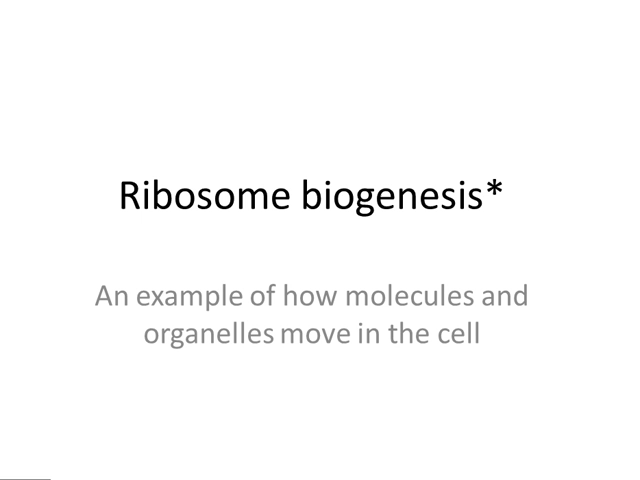 Ribosome biogenesis*
An example of how molecules and
organelles move in the cell